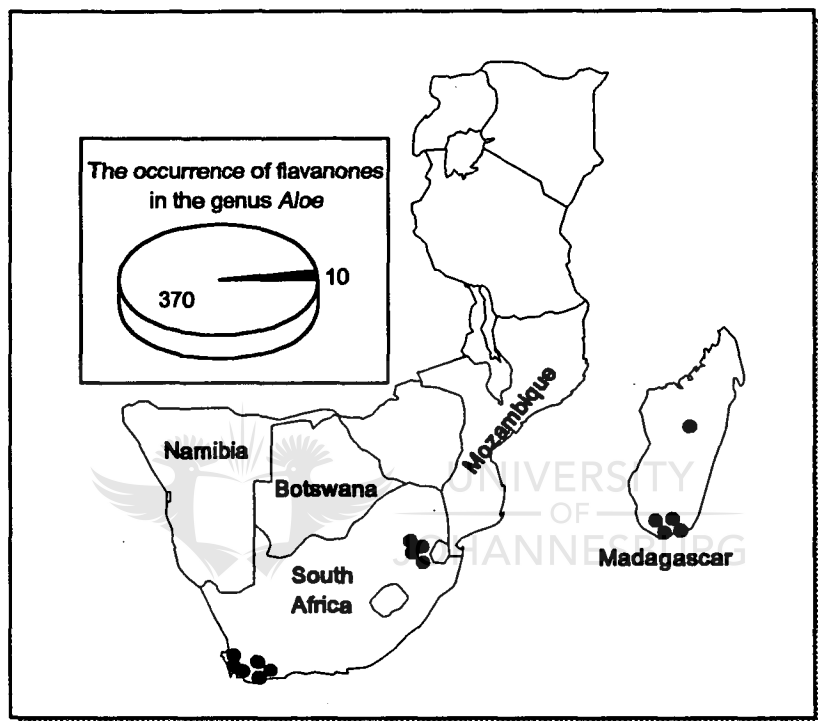 The occurrence of flavanones
in the genus Aloe
10
370
Mozambique
Namibia
Botswana
UNIVERSITY
OF
JOHANNESBURG
Madagascar
South
Africa